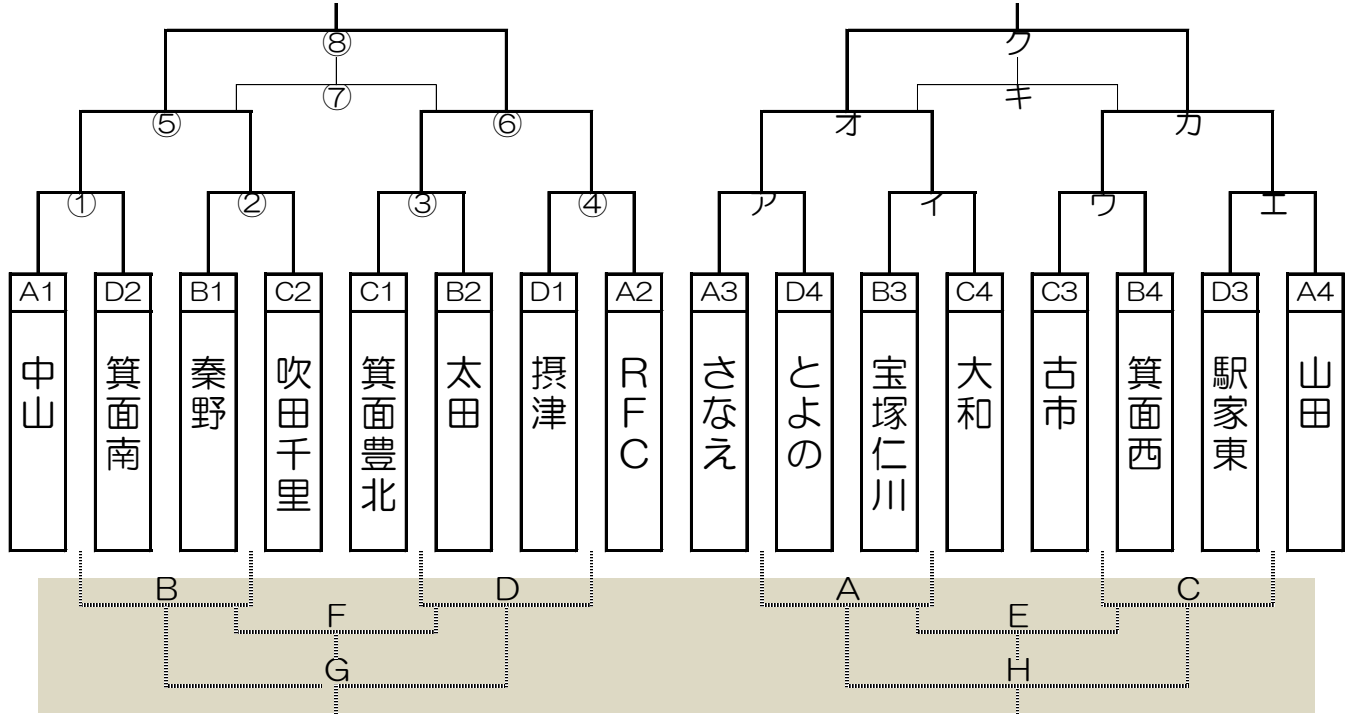 ⑧ ク
⑦ キ
⑤ ⑥ オ カ
① ② ③ ④ ア イ ウ エ
A1 D2 B1 C2 C1 B2 D1 A2 A3 D4 B3 C4 C3 B4 D3 A4
中山
箕面南
秦野
吹田千里
箕面豊北
太田
摂津
RFC
さなえ
とよの
宝塚仁川
大和
古市
箕面西
駅家東
山田
B D A C
F E
G H